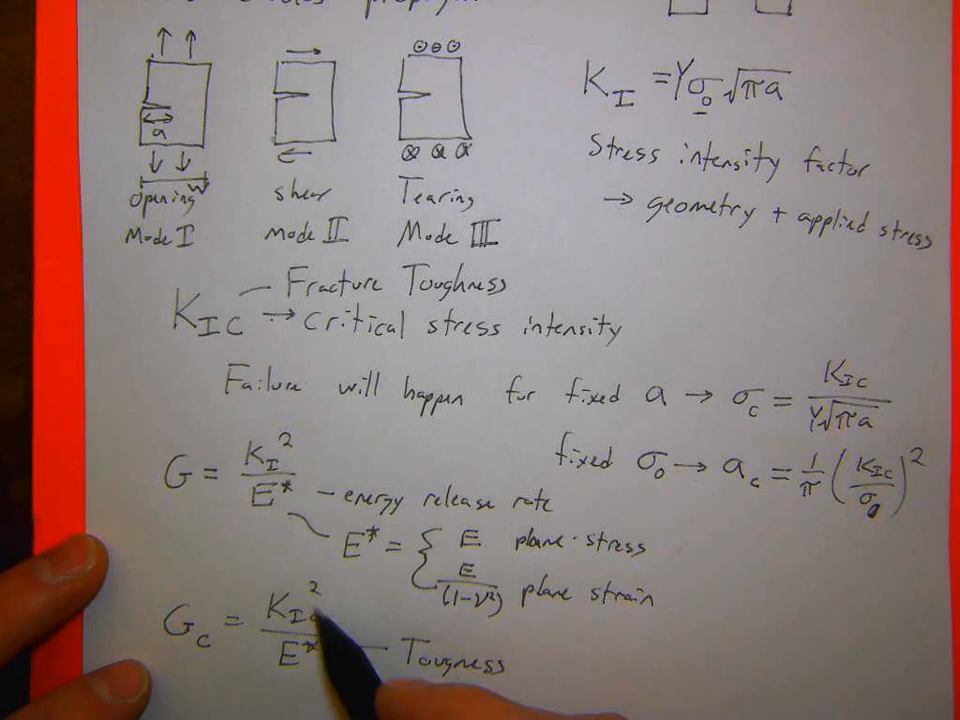 K_I = Yσ₀√πa
a
w
Stress intensity factor
→ geometry + applied stress
opening shear Tearing
Mode I Mode II Mode III
Fracture Toughness
K_IC → critical stress intensity
Failure will happen for fixed a → σ_c = K_IC / Y√πa
fixed σ₀ → a_c = 1/π (K_IC / σ₀)²
G = K_I² / E* – energy release rate
E* = { E plane stress
E / (1-ν²) plane strain
G_c = K_IC² / E* – Tougness